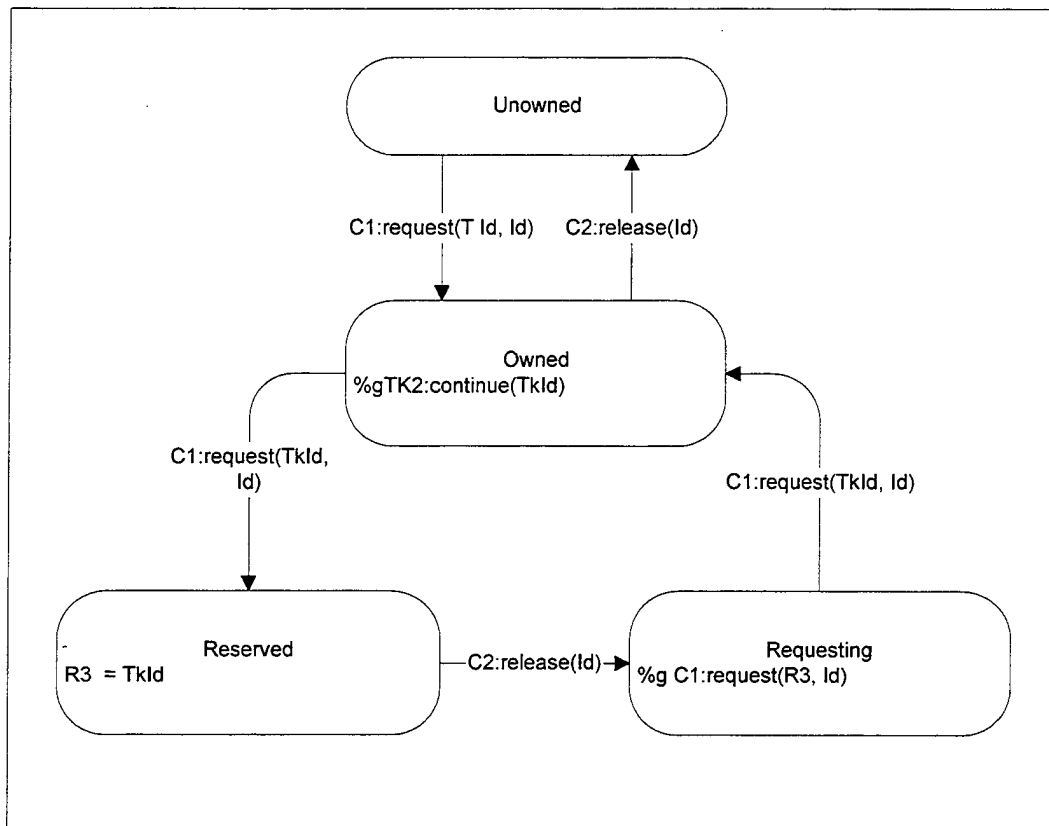 Unowned
C1:request(T Id, Id)
C2:release(Id)
Owned
%gTK2:continue(TkId)
C1:request(TkId,
Id)
C1:request(TkId, Id)
Reserved
R3 = TkId
C2:release(Id)
Requesting
%g C1:request(R3, Id)